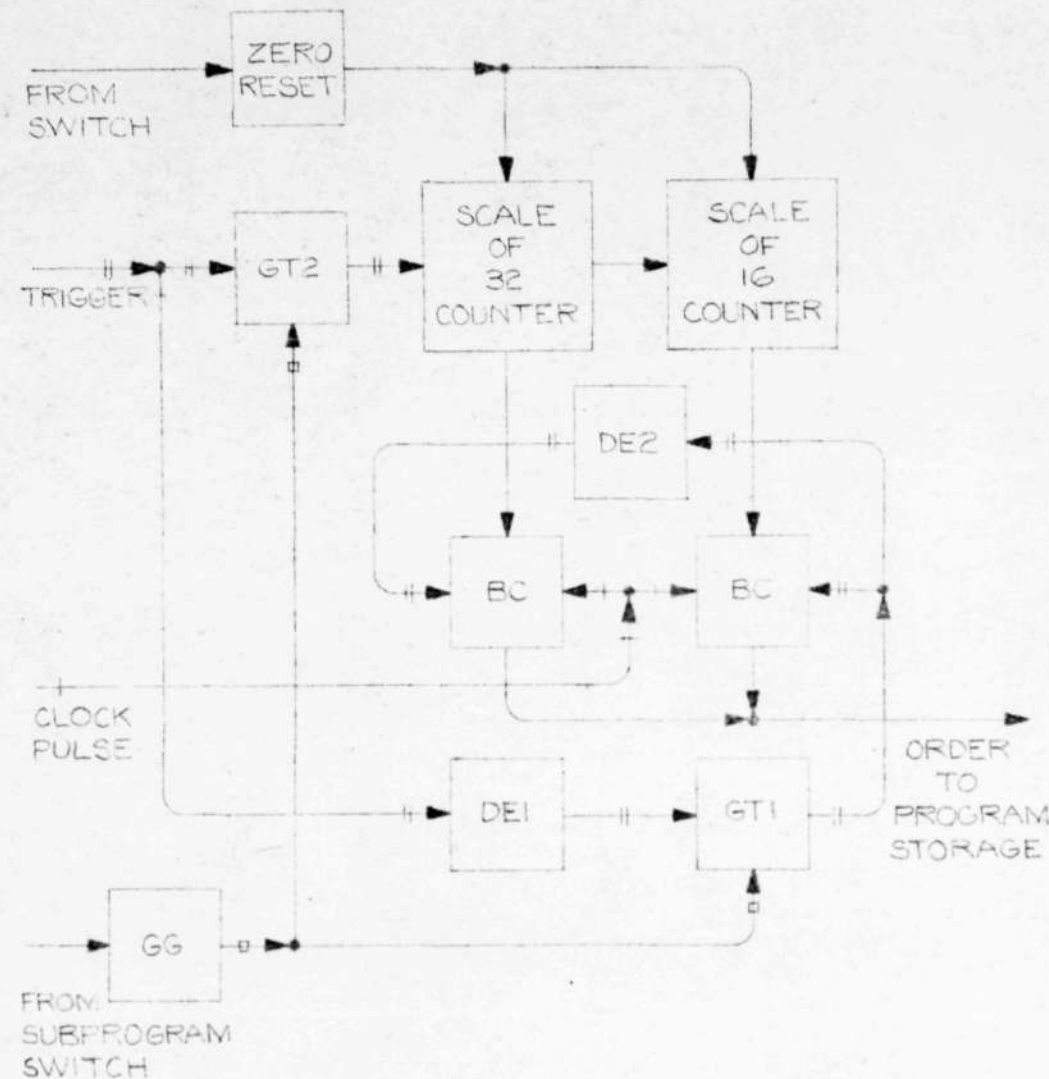 ZERO
RESET
FROM
SWITCH
SCALE
OF
32
COUNTER
SCALE
OF
16
COUNTER
GT2
TRIGGER
DE2
BC
BC
CLOCK
PULSE
ORDER
TO
PROGRAM
STORAGE
DE1
GT1
GG
FROM
SUBPROGRAM
SWITCH